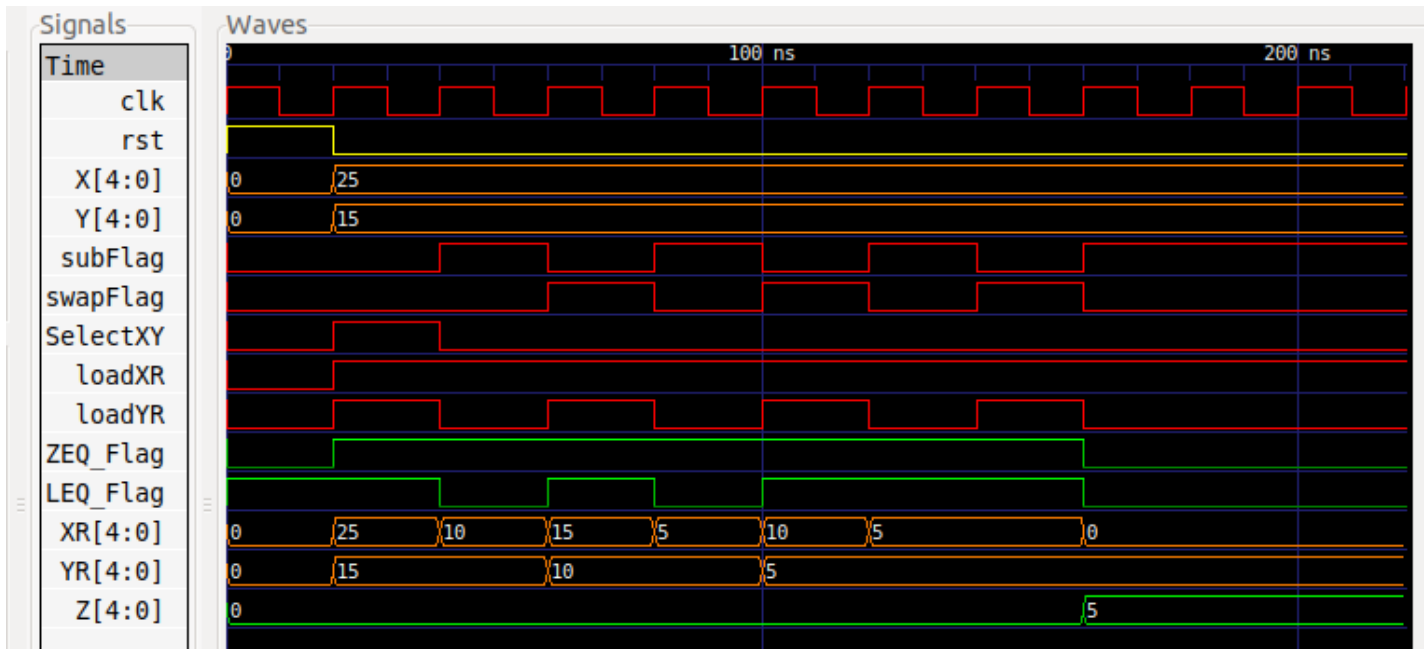 Signals Waves
Time 0 100 ns 200 ns
clk
rst
X[4:0] 0 25
Y[4:0] 0 15
subFlag
swapFlag
SelectXY
loadXR
loadYR
ZEQ_Flag
LEQ_Flag
XR[4:0] 0 25 10 15 5 10 5 0
YR[4:0] 0 15 10 5
Z[4:0] 0 5